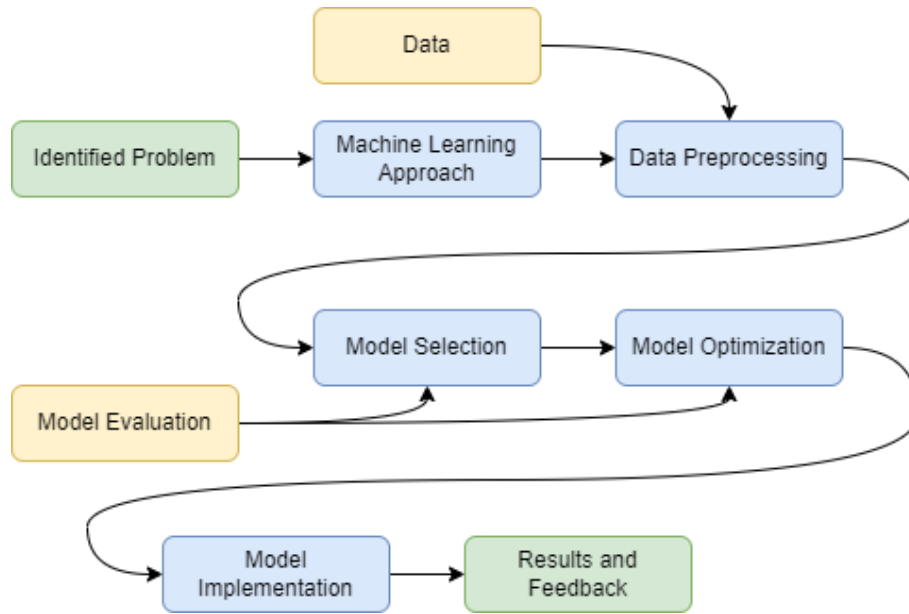 Data
Identified Problem
Machine Learning
Approach
Data Preprocessing
Model Selection
Model Optimization
Model Evaluation
Model
Implementation
Results and
Feedback